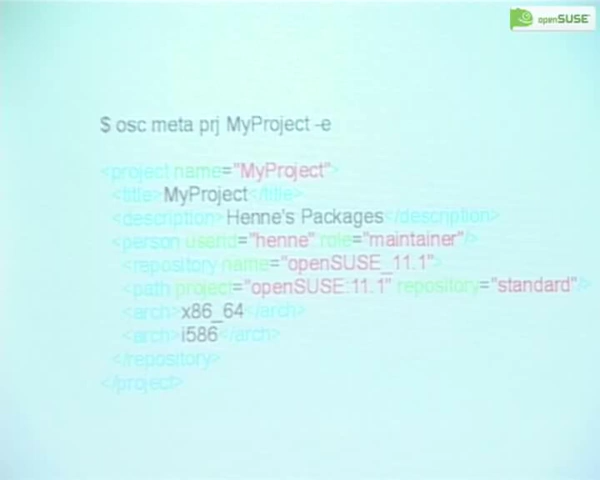 openSUSE
$ osc meta prj MyProject -e
<project name="MyProject">
<title>MyProject</title>
<description>Henne's Packages</description>
<person userid="henne" role="maintainer"/>
<repository name="openSUSE_11.1">
<path project="openSUSE:11.1" repository="standard"/>
<arch>x86_64</arch>
<arch>i586</arch>
</repository>
</project>